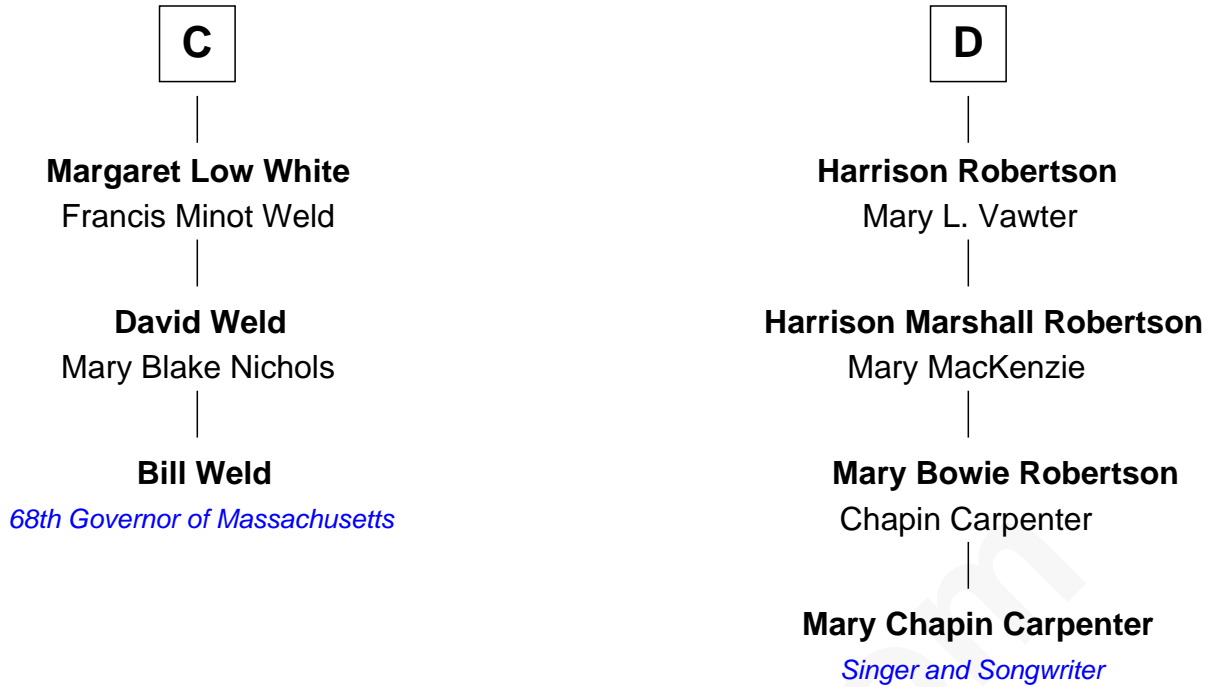 C
Margaret Low White
Francis Minot Weld
David Weld
Mary Blake Nichols
Bill Weld
68th Governor of Massachusetts
D
Harrison Robertson
Mary L. Vawter
Harrison Marshall Robertson
Mary MacKenzie
Mary Bowie Robertson
Chapin Carpenter
Mary Chapin Carpenter
Singer and Songwriter